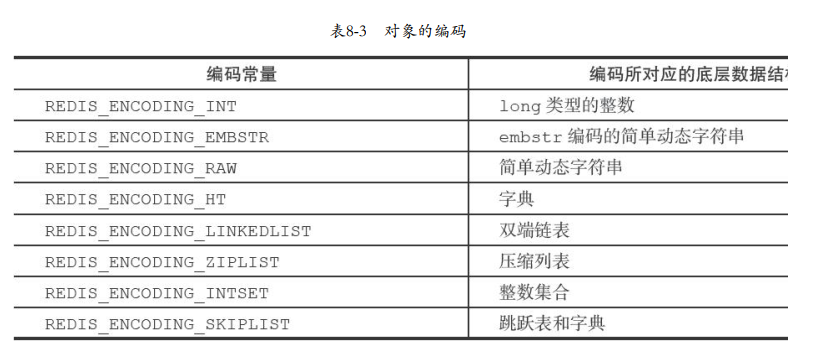 表8-3 对象的编码
编码常量 编码所对应的底层数据结
REDIS_ENCODING_INT long 类型的整数
REDIS_ENCODING_EMBSTR embstr 编码的简单动态字符串
REDIS_ENCODING_RAW 简单动态字符串
REDIS_ENCODING_HT 字典
REDIS_ENCODING_LINKEDLIST 双端链表
REDIS_ENCODING_ZIPLIST 压缩列表
REDIS_ENCODING_INTSET 整数集合
REDIS_ENCODING_SKIPLIST 跳跃表和字典